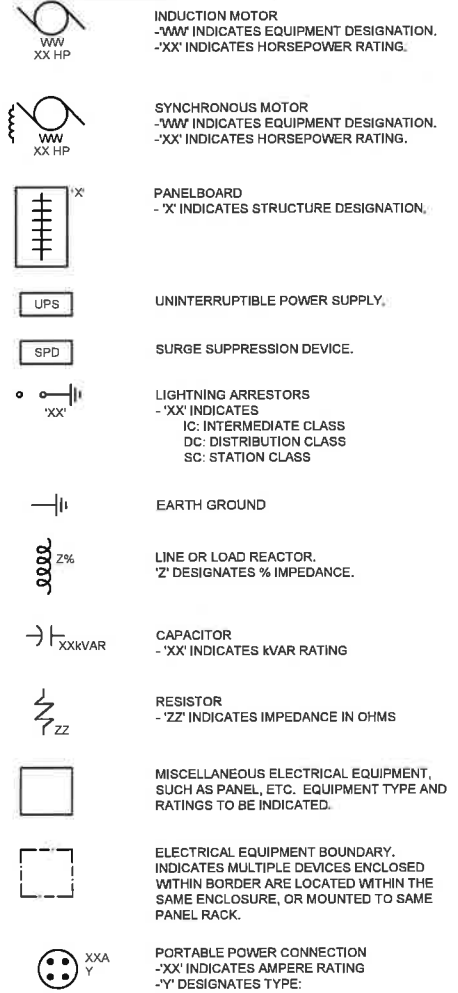 INDUCTION MOTOR
-'WW' INDICATES EQUIPMENT DESIGNATION.
-'XX' INDICATES HORSEPOWER RATING.
WW
XX HP
SYNCHRONOUS MOTOR
-'WW' INDICATES EQUIPMENT DESIGNATION.
-'XX' INDICATES HORSEPOWER RATING.
WW
XX HP
'X'
PANELBOARD
- 'X' INDICATES STRUCTURE DESIGNATION.
UPS
UNINTERRUPTIBLE POWER SUPPLY.
SPD
SURGE SUPPRESSION DEVICE.
'XX'
LIGHTNING ARRESTORS
- 'XX' INDICATES
IC: INTERMEDIATE CLASS
DC: DISTRIBUTION CLASS
SC: STATION CLASS
EARTH GROUND
Z%
LINE OR LOAD REACTOR.
'Z' DESIGNATES % IMPEDANCE.
XXkVAR
CAPACITOR
- 'XX' INDICATES kVAR RATING
ZZ
RESISTOR
- 'ZZ' INDICATES IMPEDANCE IN OHMS
MISCELLANEOUS ELECTRICAL EQUIPMENT,
SUCH AS PANEL, ETC. EQUIPMENT TYPE AND
RATINGS TO BE INDICATED.
ELECTRICAL EQUIPMENT BOUNDARY.
INDICATES MULTIPLE DEVICES ENCLOSED
WITHIN BORDER ARE LOCATED WITHIN THE
SAME ENCLOSURE, OR MOUNTED TO SAME
PANEL RACK.
XXA
Y
PORTABLE POWER CONNECTION
-'XX' INDICATES AMPERE RATING
-'Y' DESIGNATES TYPE: